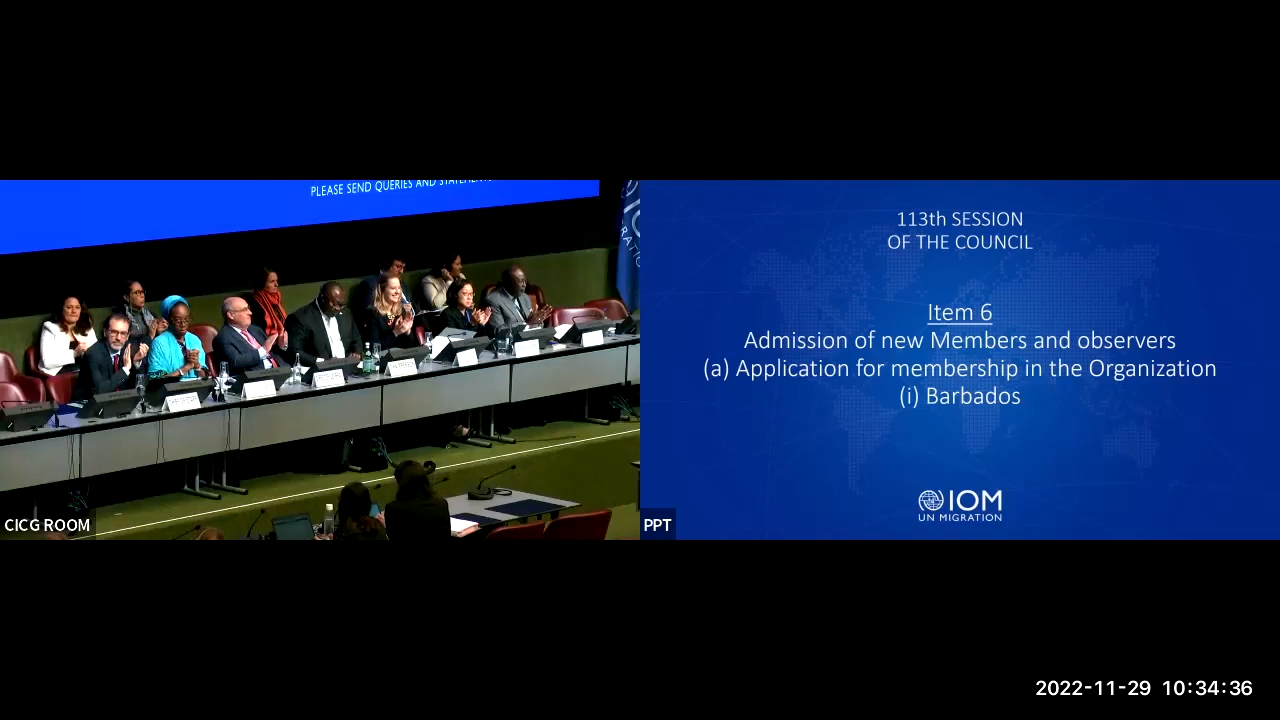 PLEASE SEND QUERIES AND
CICG ROOM
113th SESSION
OF THE COUNCIL
Item 6
Admission of new Members and observers
(a) Application for membership in the Organization
(i) Barbados
IOM
UN MIGRATION
PPT
2022-11-29 10:34:36